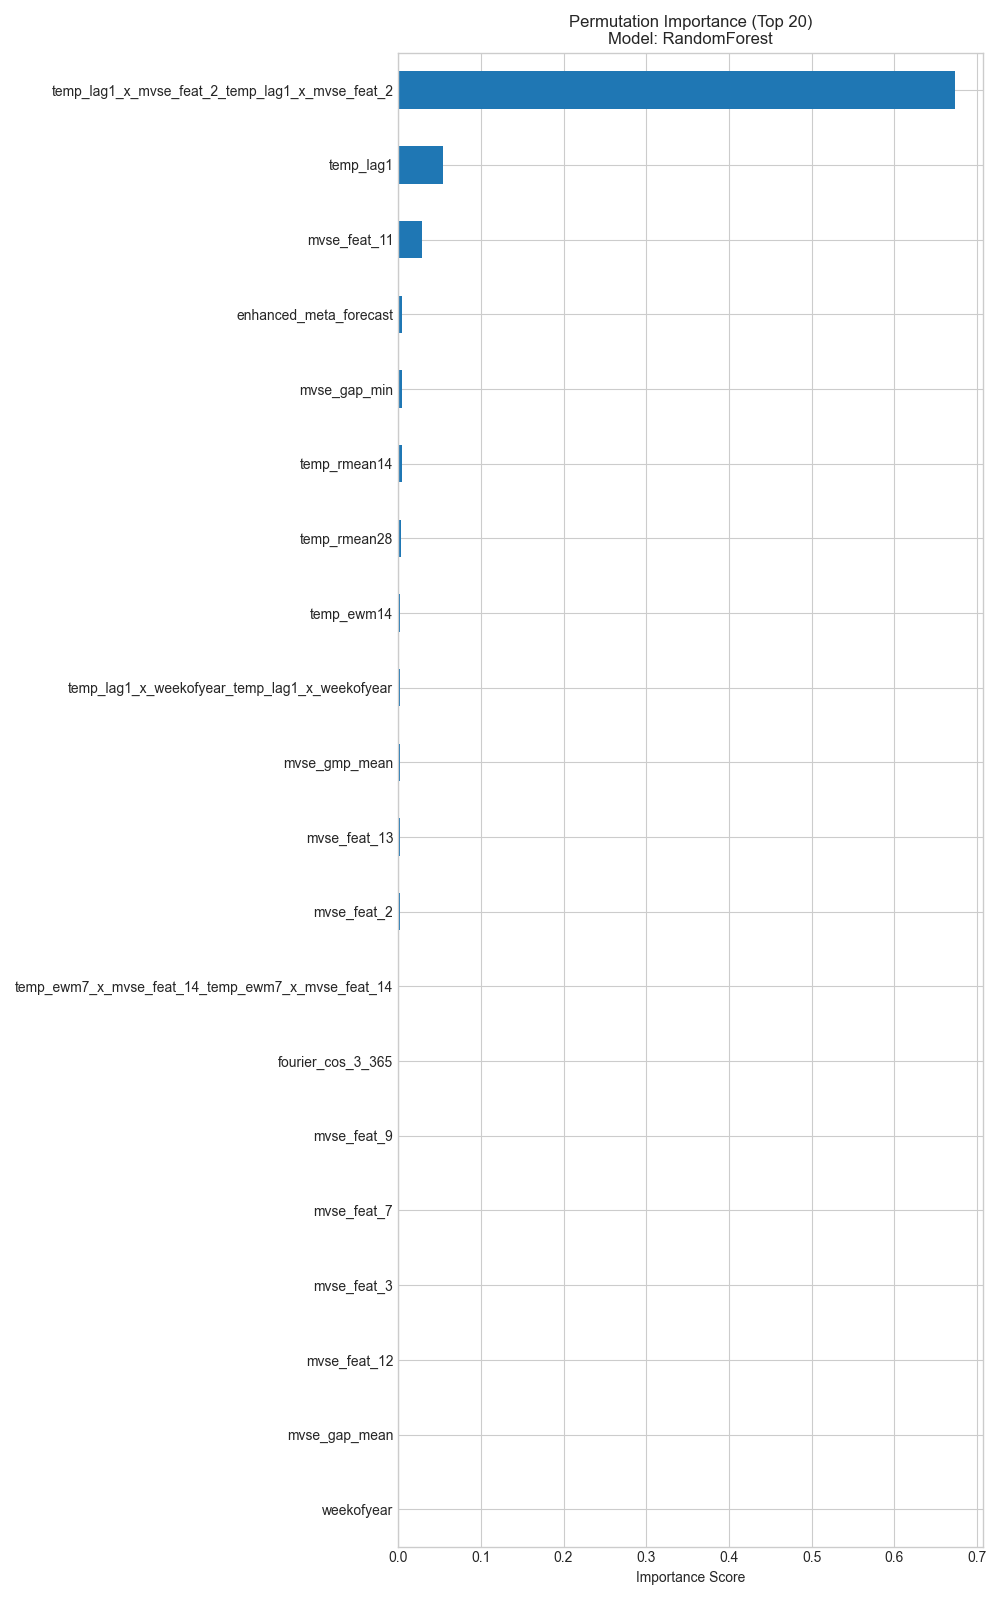 Permutation Importance (Top 20)
Model: RandomForest
temp_lag1_x_mvse_feat_2_temp_lag1_x_mvse_feat_2
temp_lag1
mvse_feat_11
enhanced_meta_forecast
mvse_gap_min
temp_rmean14
temp_rmean28
temp_ewm14
temp_lag1_x_weekofyear_temp_lag1_x_weekofyear
mvse_gmp_mean
mvse_feat_13
mvse_feat_2
temp_ewm7_x_mvse_feat_14_temp_ewm7_x_mvse_feat_14
fourier_cos_3_365
mvse_feat_9
mvse_feat_7
mvse_feat_3
mvse_feat_12
mvse_gap_mean
weekofyear
0.0 0.1 0.2 0.3 0.4 0.5 0.6 0.7
Importance Score